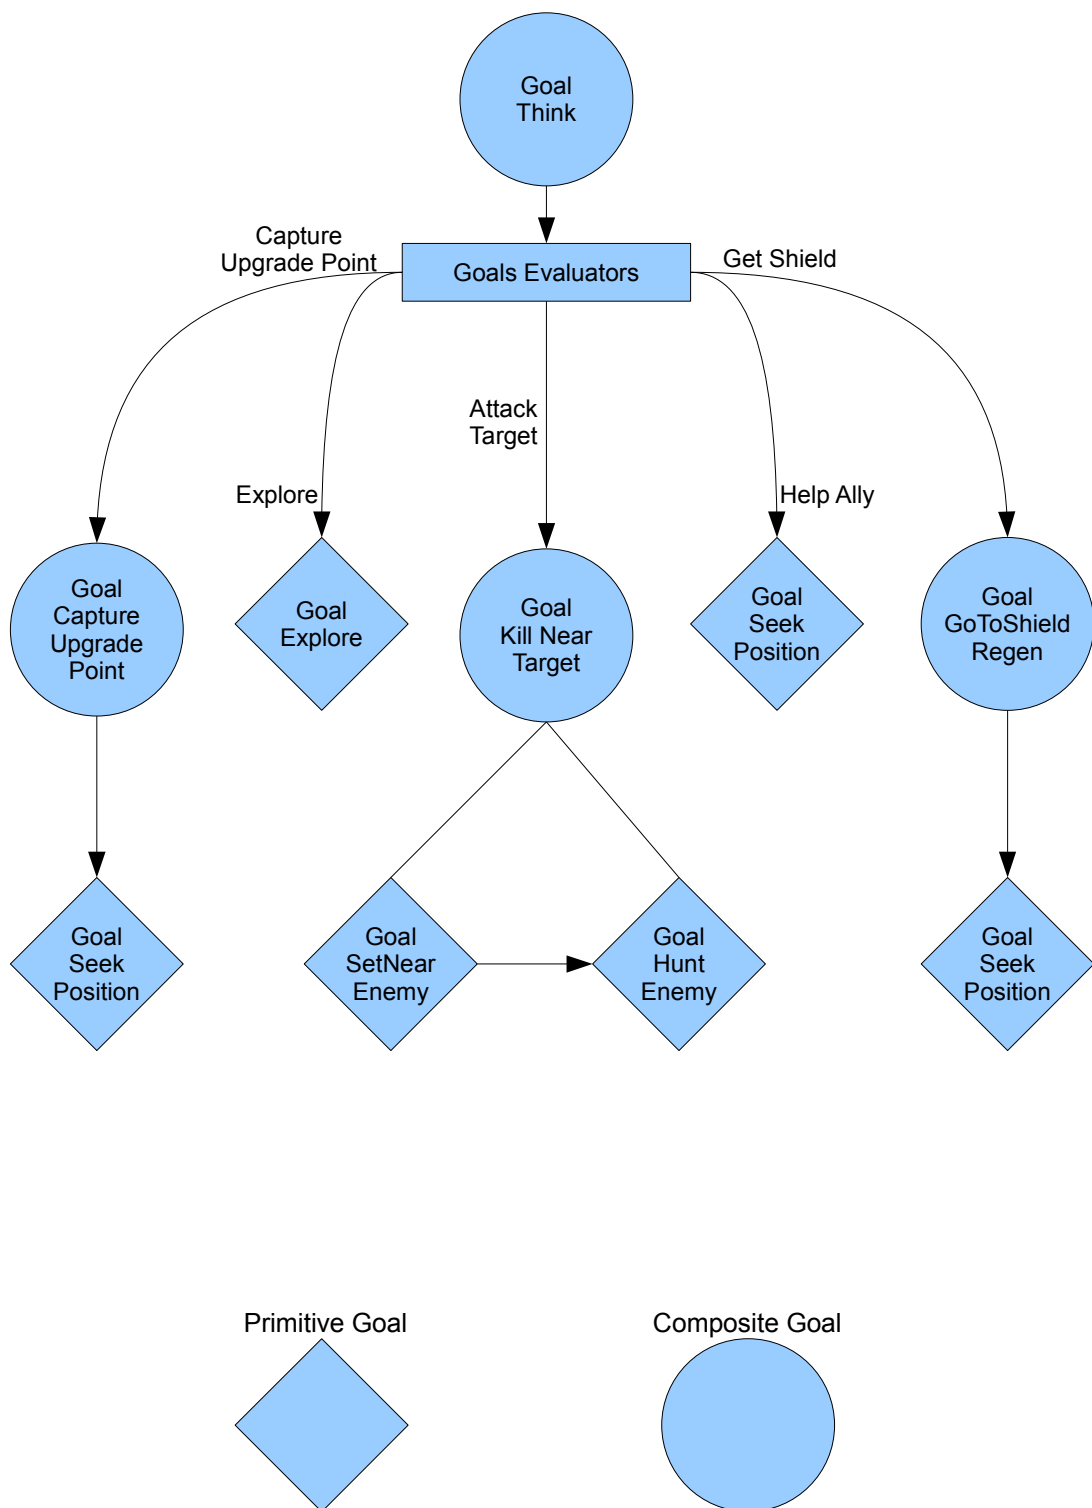 Goal
Think
Capture
Upgrade Point
Goals Evaluators
Get Shield
Attack
Target
Explore
Help Ally
Goal
Capture
Upgrade
Point
Goal
Explore
Goal
Kill Near
Target
Goal
Seek
Position
Goal
GoToShield
Regen
Goal
Seek
Position
Goal
SetNear
Enemy
Goal
Hunt
Enemy
Goal
Seek
Position
Primitive Goal
Composite Goal